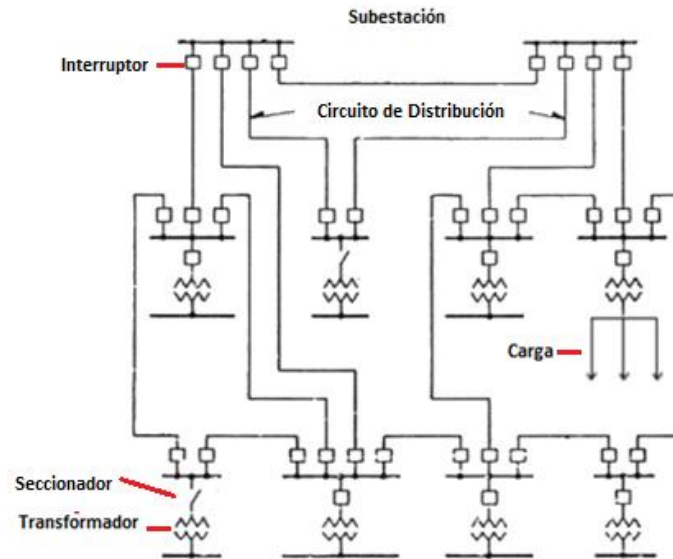 Subestación
Interruptor
Circuito de Distribución
Carga
Seccionador
Transformador